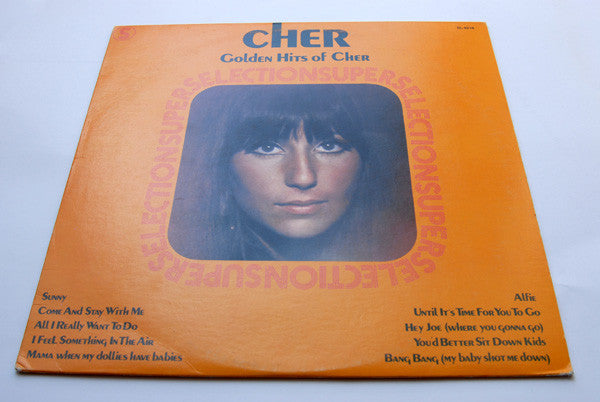 CHER
Golden Hits of Cher
SELECTIONSUPERSELECTIONSUPERSELECTIONSUPERSELECTIONSUPER
Sunny
Come And Stay With Me
All I Really Want To Do
I Feel Something In The Air
Mama when my dollies have babies
Alfie
Until It's Time For You To Go
Hey Joe (where you gonna go)
You'd Better Sit Down Kids
Bang Bang (my baby shot me down)